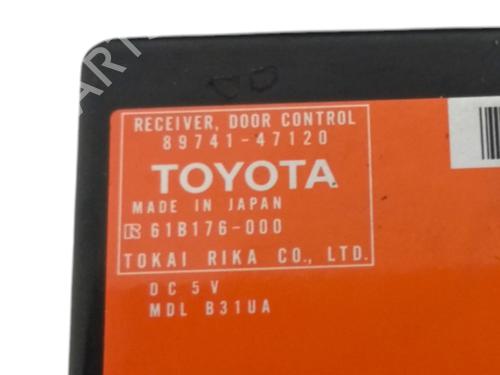 RECEIVER, DOOR CONTROL
89741-47120
TOYOTA
MADE IN JAPAN
R 61B176-000
TOKAI RIKA CO., LTD.
DC 5V
MDL B31UA